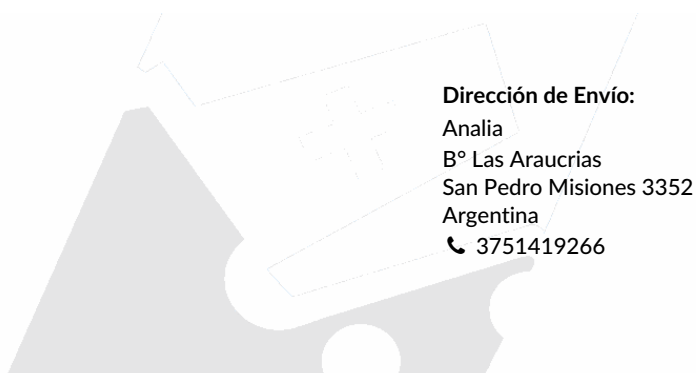 Dirección de Envío:
Analia
B° Las Araucrias
San Pedro Misiones 3352
Argentina
3751419266